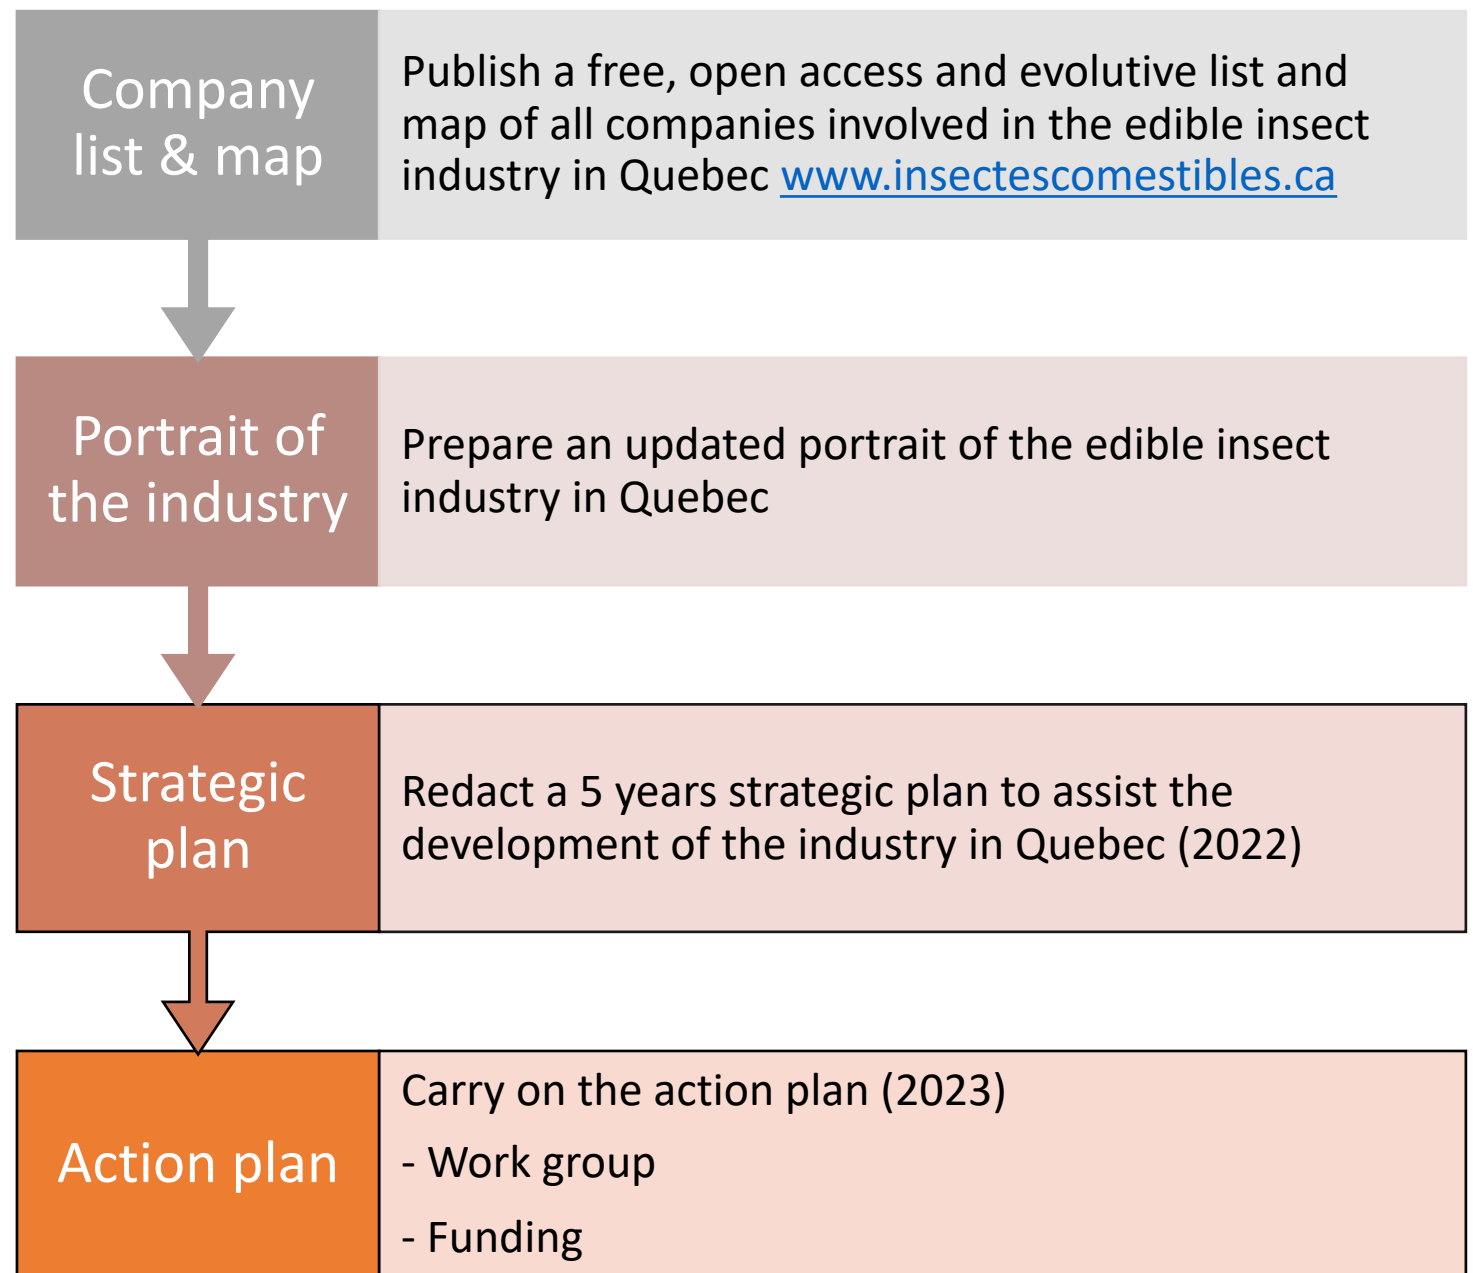 Company
list & map
Publish a free, open access and evolutive list and
map of all companies involved in the edible insect
industry in Quebec www.insectescomestibles.ca
Portrait of
the industry
Prepare an updated portrait of the edible insect
industry in Quebec
Strategic
plan
Redact a 5 years strategic plan to assist the
development of the industry in Quebec (2022)
Action plan
Carry on the action plan (2023)
- Work group
- Funding